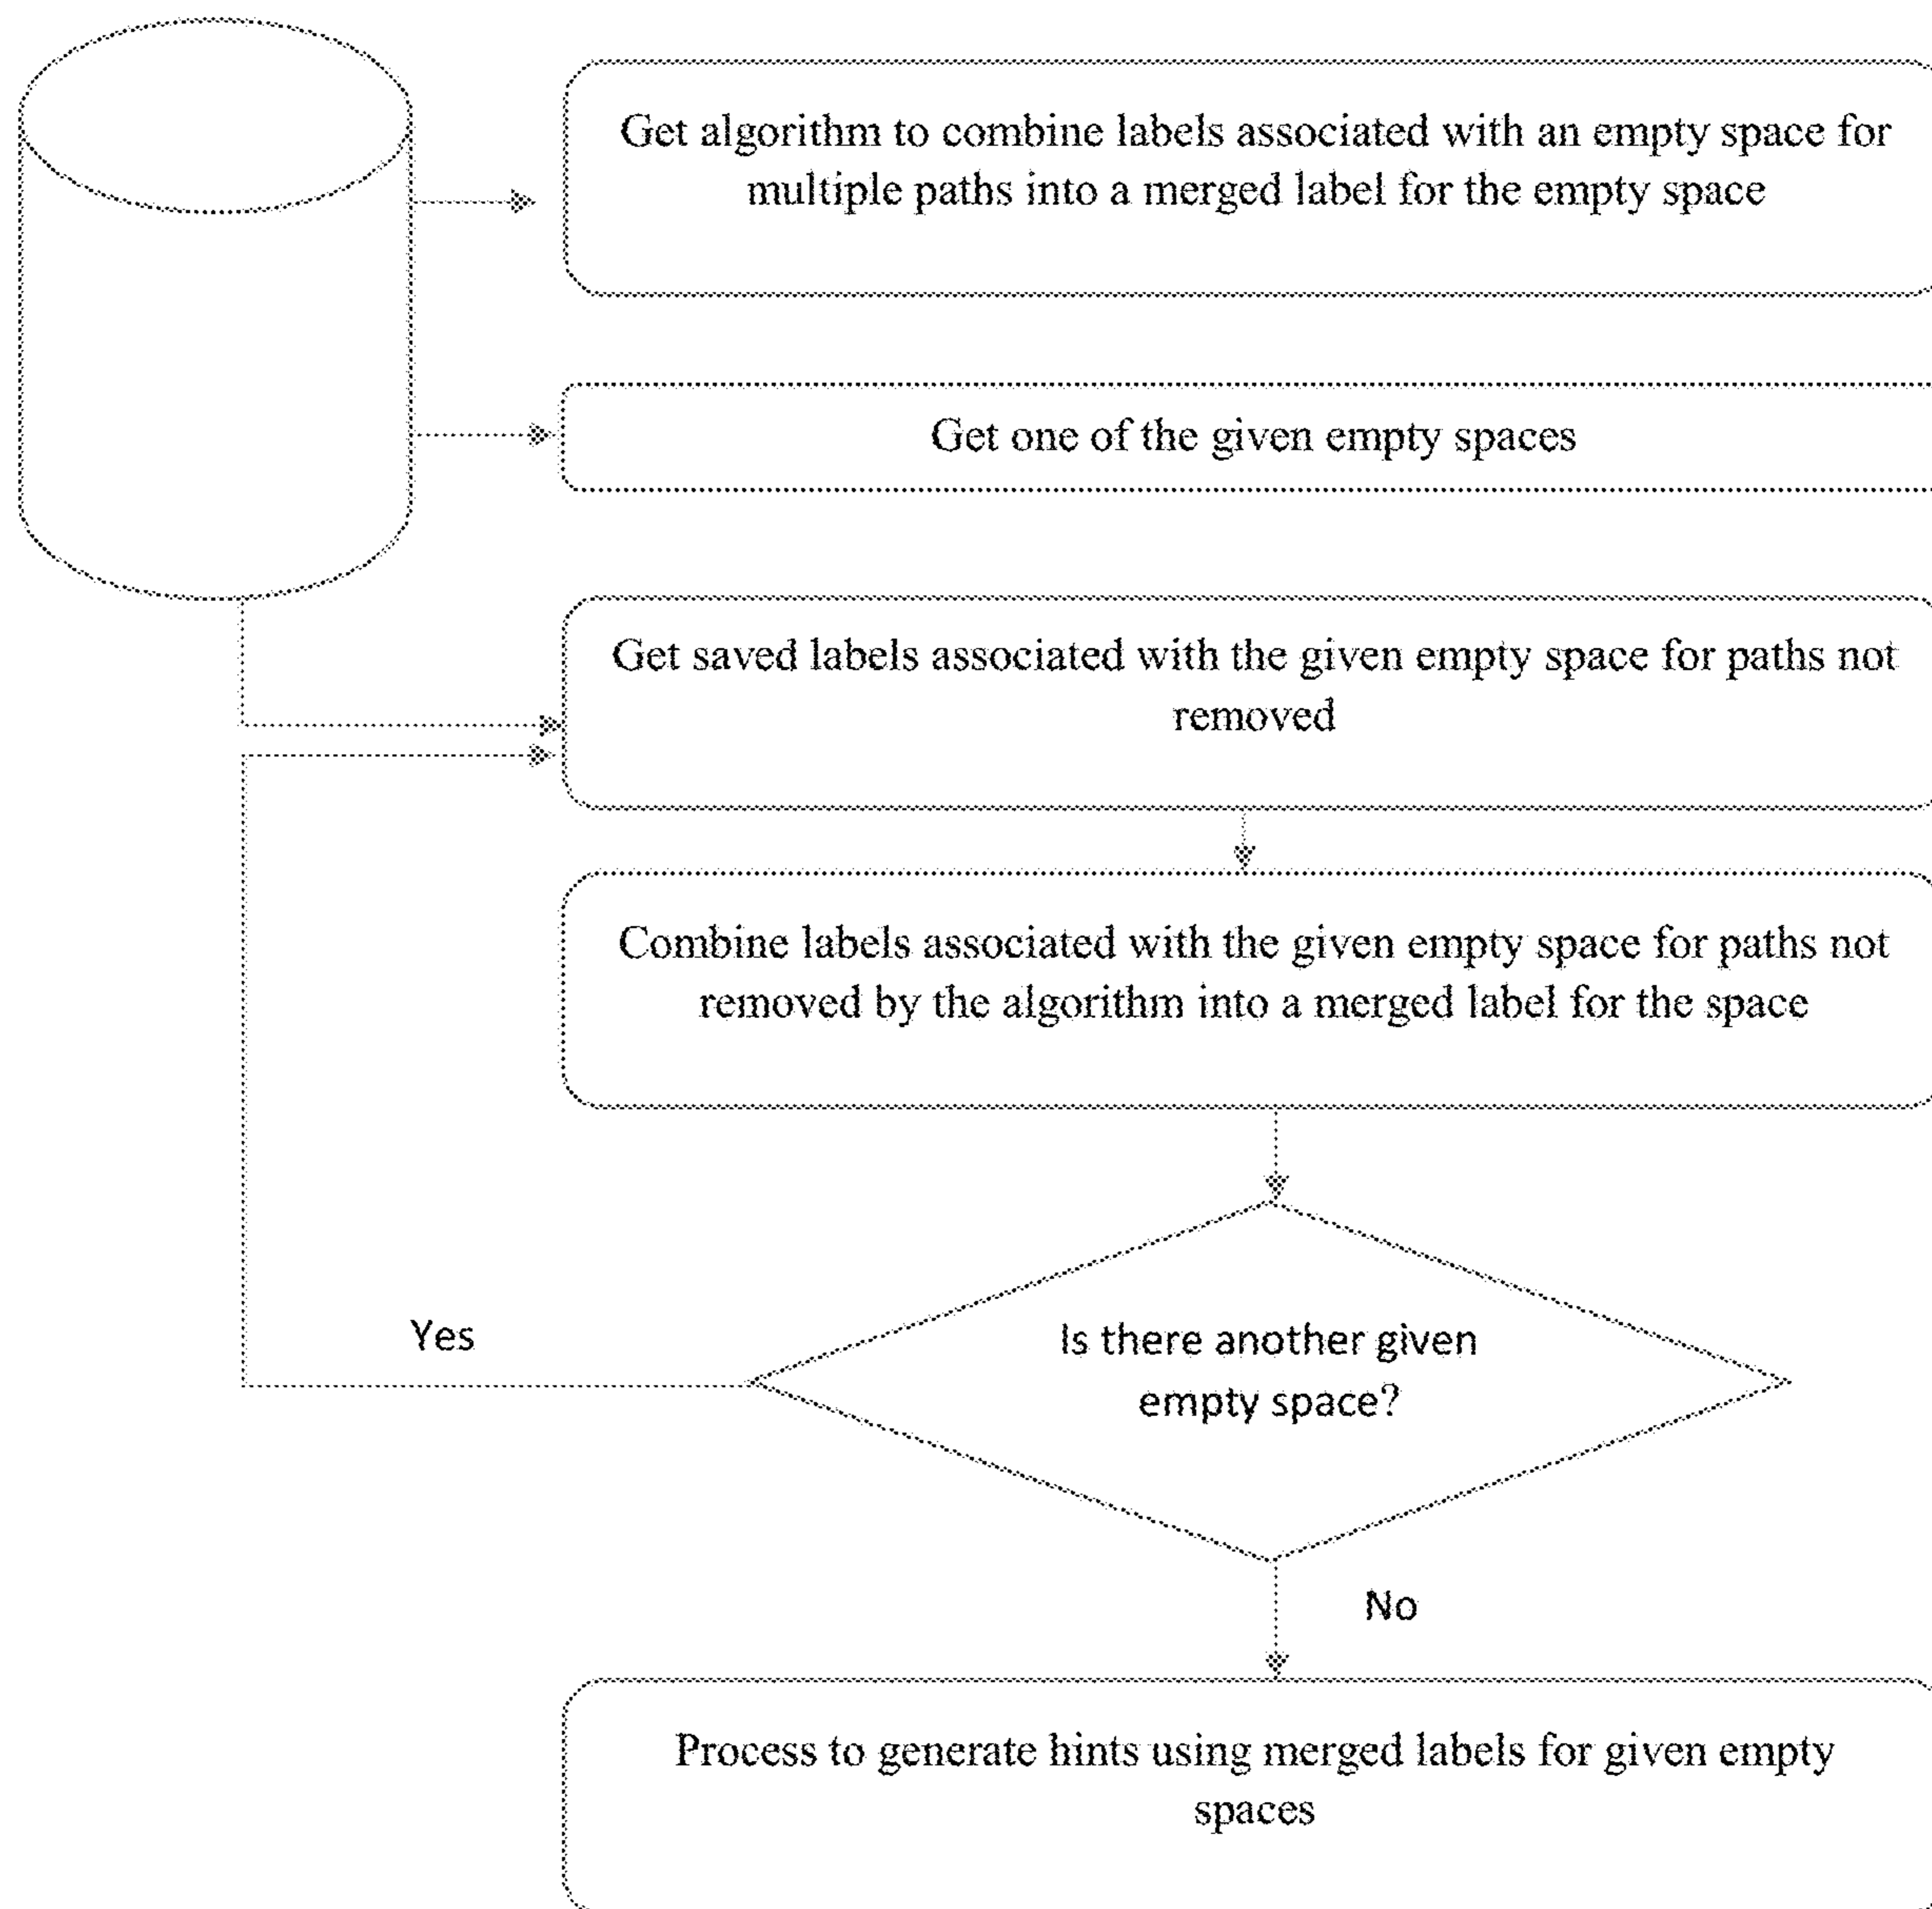 Get algorithm to combine labels associated with an empty space for
multiple paths into a merged label for the empty space
Get one of the given empty spaces
Get saved labels associated with the given empty space for paths not
removed
Combine labels associated with the given empty space for paths not
removed by the algorithm into a merged label for the space
Yes
Is there another given
empty space?
No
Process to generate hints using merged labels for given empty
spaces